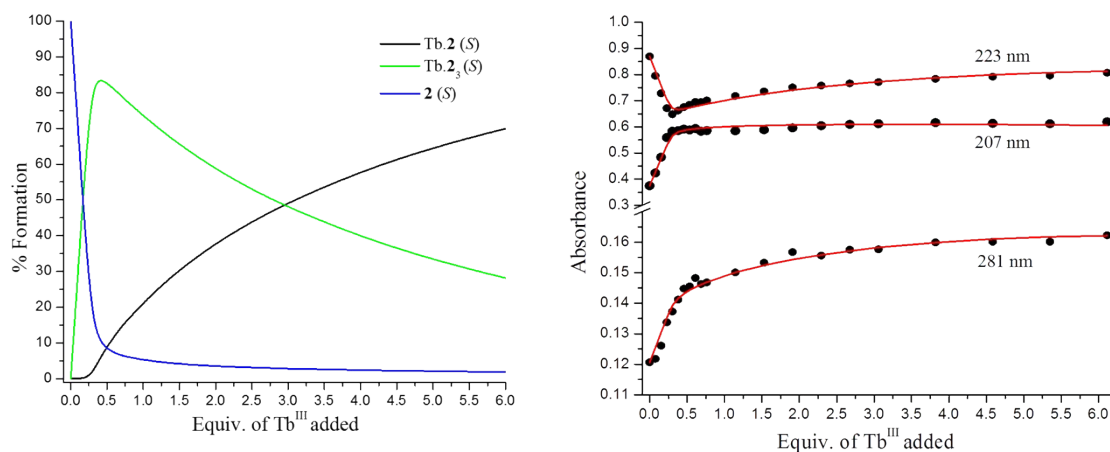 100
90
80
70
60
50
40
30
20
10
0
% Formation
Tb.2 (S)
Tb.2₃ (S)
2 (S)
0.0 0.5 1.0 1.5 2.0 2.5 3.0 3.5 4.0 4.5 5.0 5.5 6.0
Equiv. of Tbᴵᴵᴵ added
1.0
0.9
0.8
0.7
0.6
0.5
0.4
0.3
0.16
0.15
0.14
0.13
0.12
0.11
Absorbance
223 nm
207 nm
281 nm
0.0 0.5 1.0 1.5 2.0 2.5 3.0 3.5 4.0 4.5 5.0 5.5 6.0
Equiv. of Tbᴵᴵᴵ added